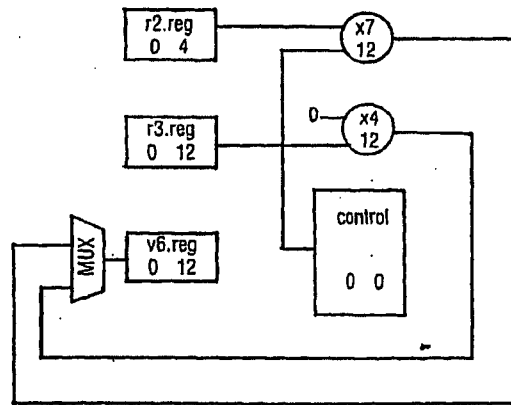 r2.reg
0 4
x7
12
r3.reg
0 12
0
x4
12
control
0 0
MUX
v6.reg
0 12